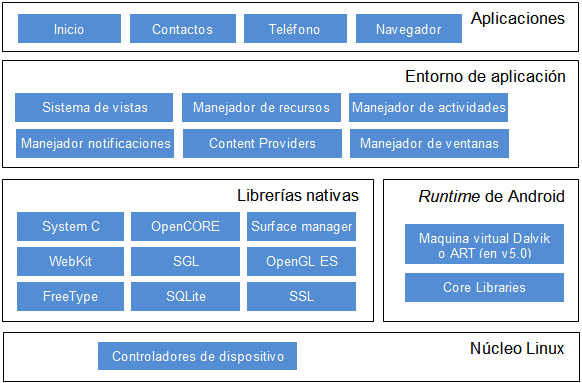 Aplicaciones
Inicio
Contactos
Teléfono
Navegador
Entorno de aplicación
Sistema de vistas
Manejador de recursos
Manejador de actividades
Manejador notificaciones
Content Providers
Manejador de ventanas
Librerías nativas
System C
OpenCORE
Surface manager
WebKit
SGL
OpenGL ES
FreeType
SQLite
SSL
Runtime de Android
Maquina virtual Dalvik
o ART (en v5.0)
Core Libraries
Núcleo Linux
Controladores de dispositivo